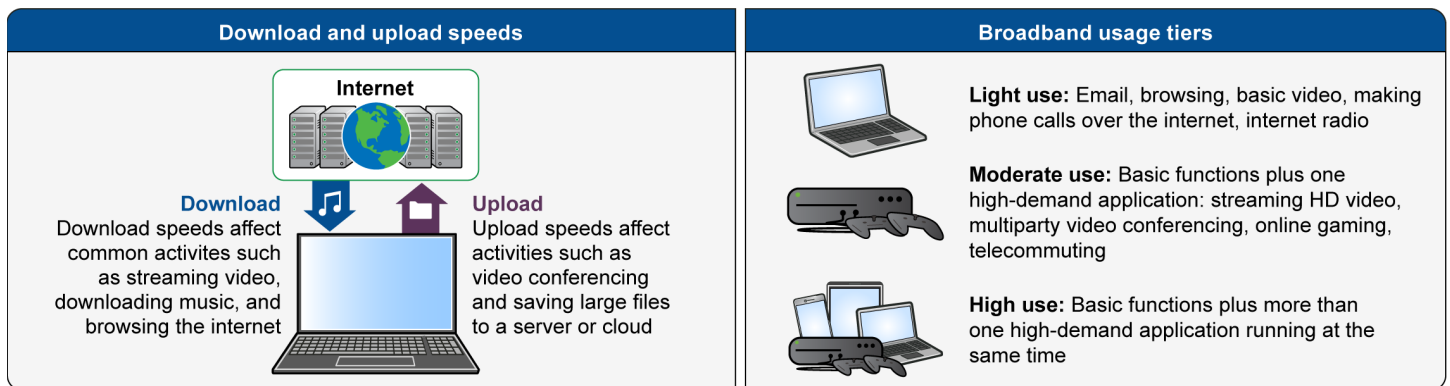 Download and upload speeds
Internet
Download
Download speeds affect
common activites such
as streaming video,
downloading music, and
browsing the internet
Upload
Upload speeds affect
activities such as
video conferencing
and saving large files
to a server or cloud
Broadband usage tiers
Light use: Email, browsing, basic video, making
phone calls over the internet, internet radio
Moderate use: Basic functions plus one
high-demand application: streaming HD video,
multiparty video conferencing, online gaming,
telecommuting
High use: Basic functions plus more than
one high-demand application running at the
same time